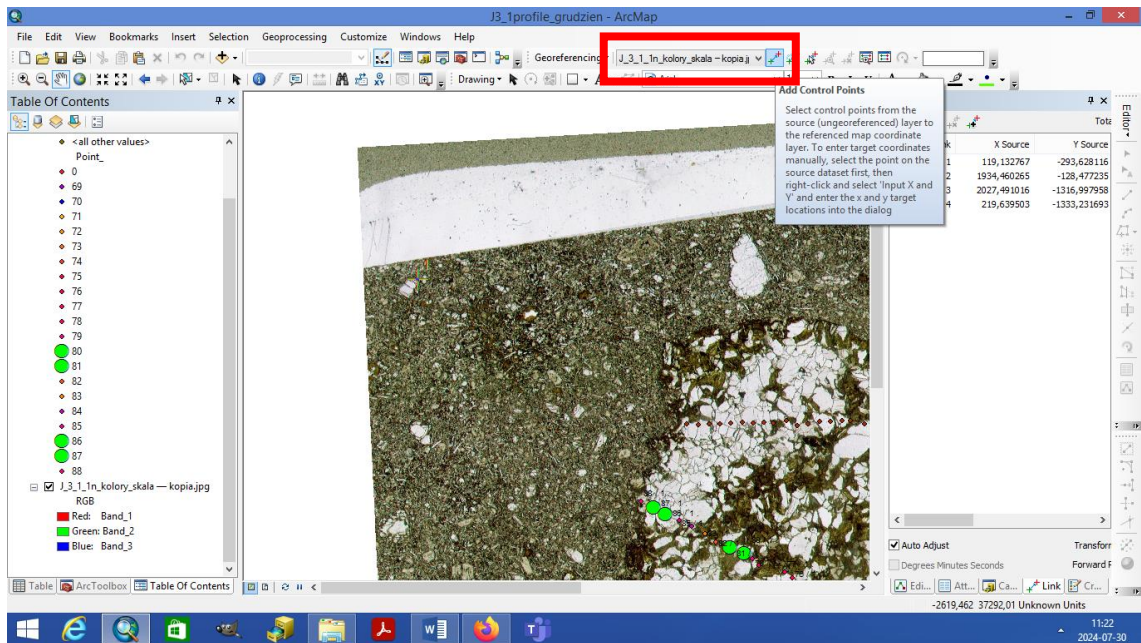 J3_1profile_grudzien - ArcMap
File Edit View Bookmarks Insert Selection Geoprocessing Customize Windows Help
Georeferencing
J_3_1_1n_kolory_skala – kopia.j
Drawing
Table Of Contents
Add Control Points
Select control points from the
source (ungeoreferenced) layer to
the referenced map coordinate
layer. To enter target coordinates
manually, select the point on the
source dataset first, then
right-click and select 'Input X and
Y' and enter the x and y target
locations into the dialog
Editor
Tota
X Source Y Source
1 119,132767 -293,628116
2 1934,460265 -128,477235
3 2027,491016 -1316,997958
4 219,639503 -1333,231693
<all other values>
Point_
0
69
70
71
72
73
74
75
76
77
78
79
80
81
82
83
84
85
86
87
88
J_3_1_1n_kolory_skala — kopia.jpg
RGB
Red: Band_1
Green: Band_2
Blue: Band_3
Auto Adjust Transforr
Degrees Minutes Seconds Forward F
Table ArcToolbox Table Of Contents
Edi... Att... Ca... Link Cr...
-2619,462 37292,01 Unknown Units
11:22
2024-07-30